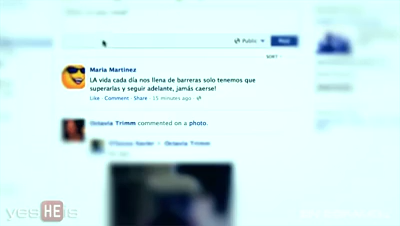 Public
Post
SORT
Maria Martinez
LA vida cada día nos llena de barreras solo tenemos que
superarlas y seguir adelante, jamás caerse!
Like · Comment · Share · 15 minutes ago ·
Octavia Trimm commented on a photo.
Octavia Trimm
yesHEis